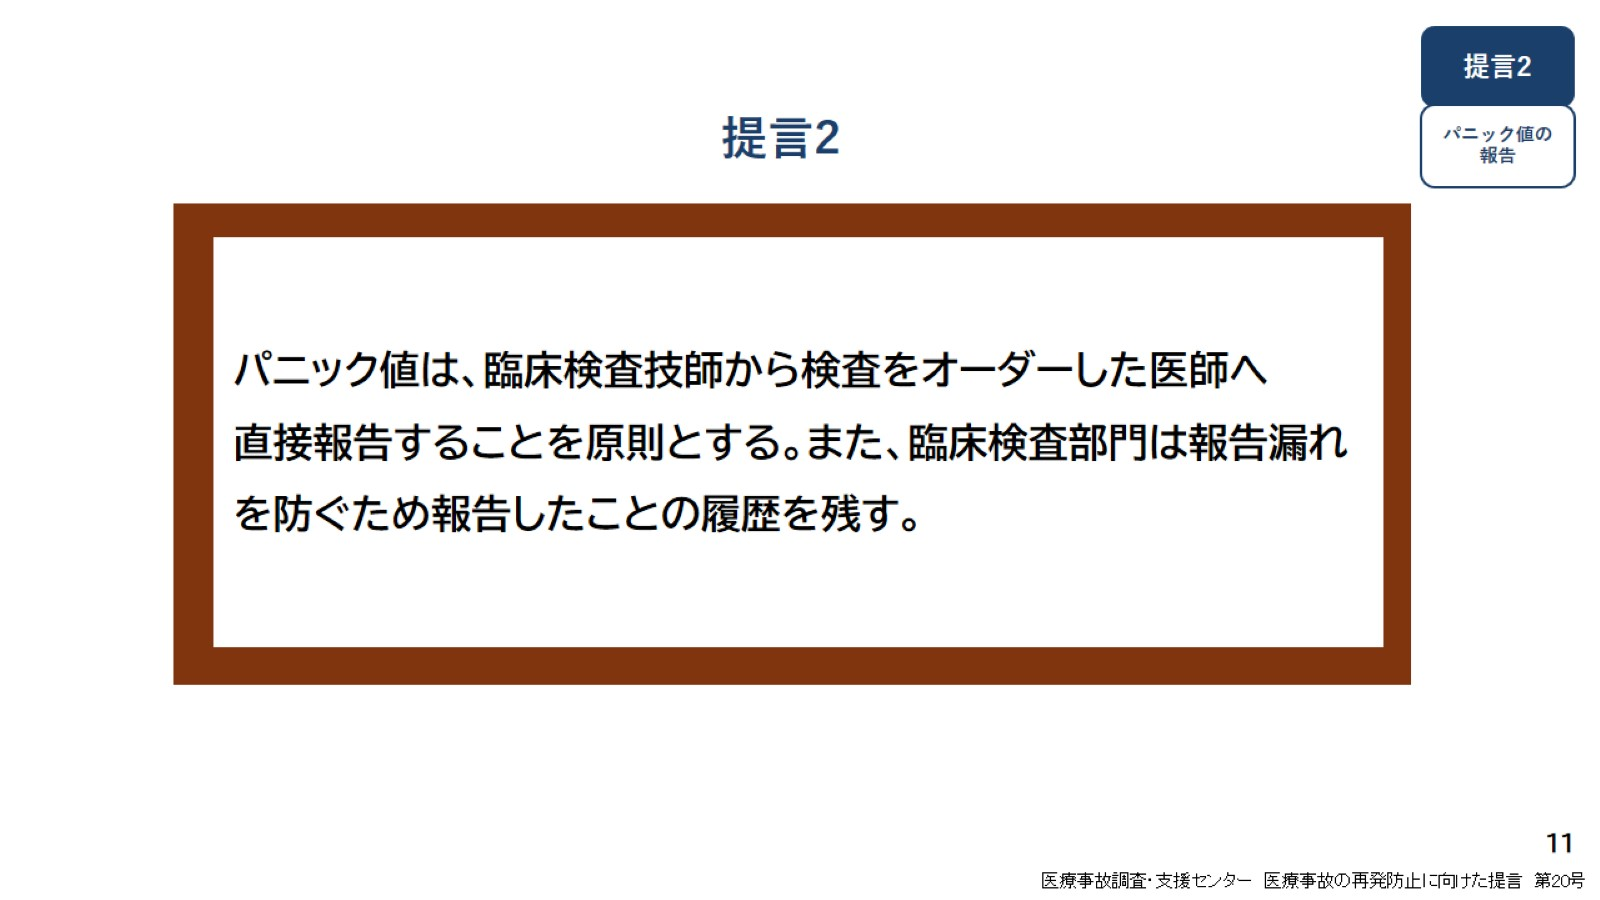 提言2
パニック値の
報告
提言2
パニック値は、臨床検査技師から検査をオーダーした医師へ
直接報告することを原則とする。また、臨床検査部門は報告漏れ
を防ぐため報告したことの履歴を残す。
11
医療事故調査・支援センター 医療事故の再発防止に向けた提言 第20号